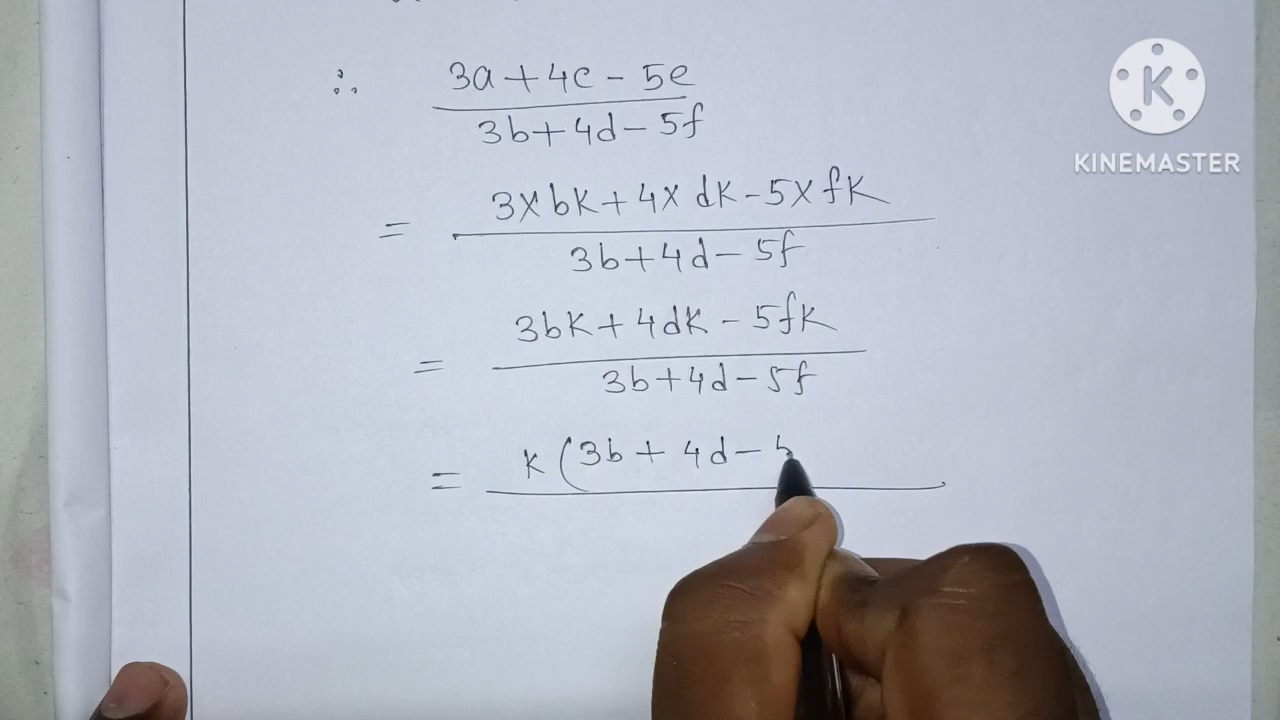 ∴ 3a + 4c - 5e
3b + 4d - 5f
= 3 x bk + 4 x dk - 5 x fk
3b + 4d - 5f
= 3bk + 4dk - 5fk
3b + 4d - 5f
= k (3b + 4d -
K
KINEMASTER